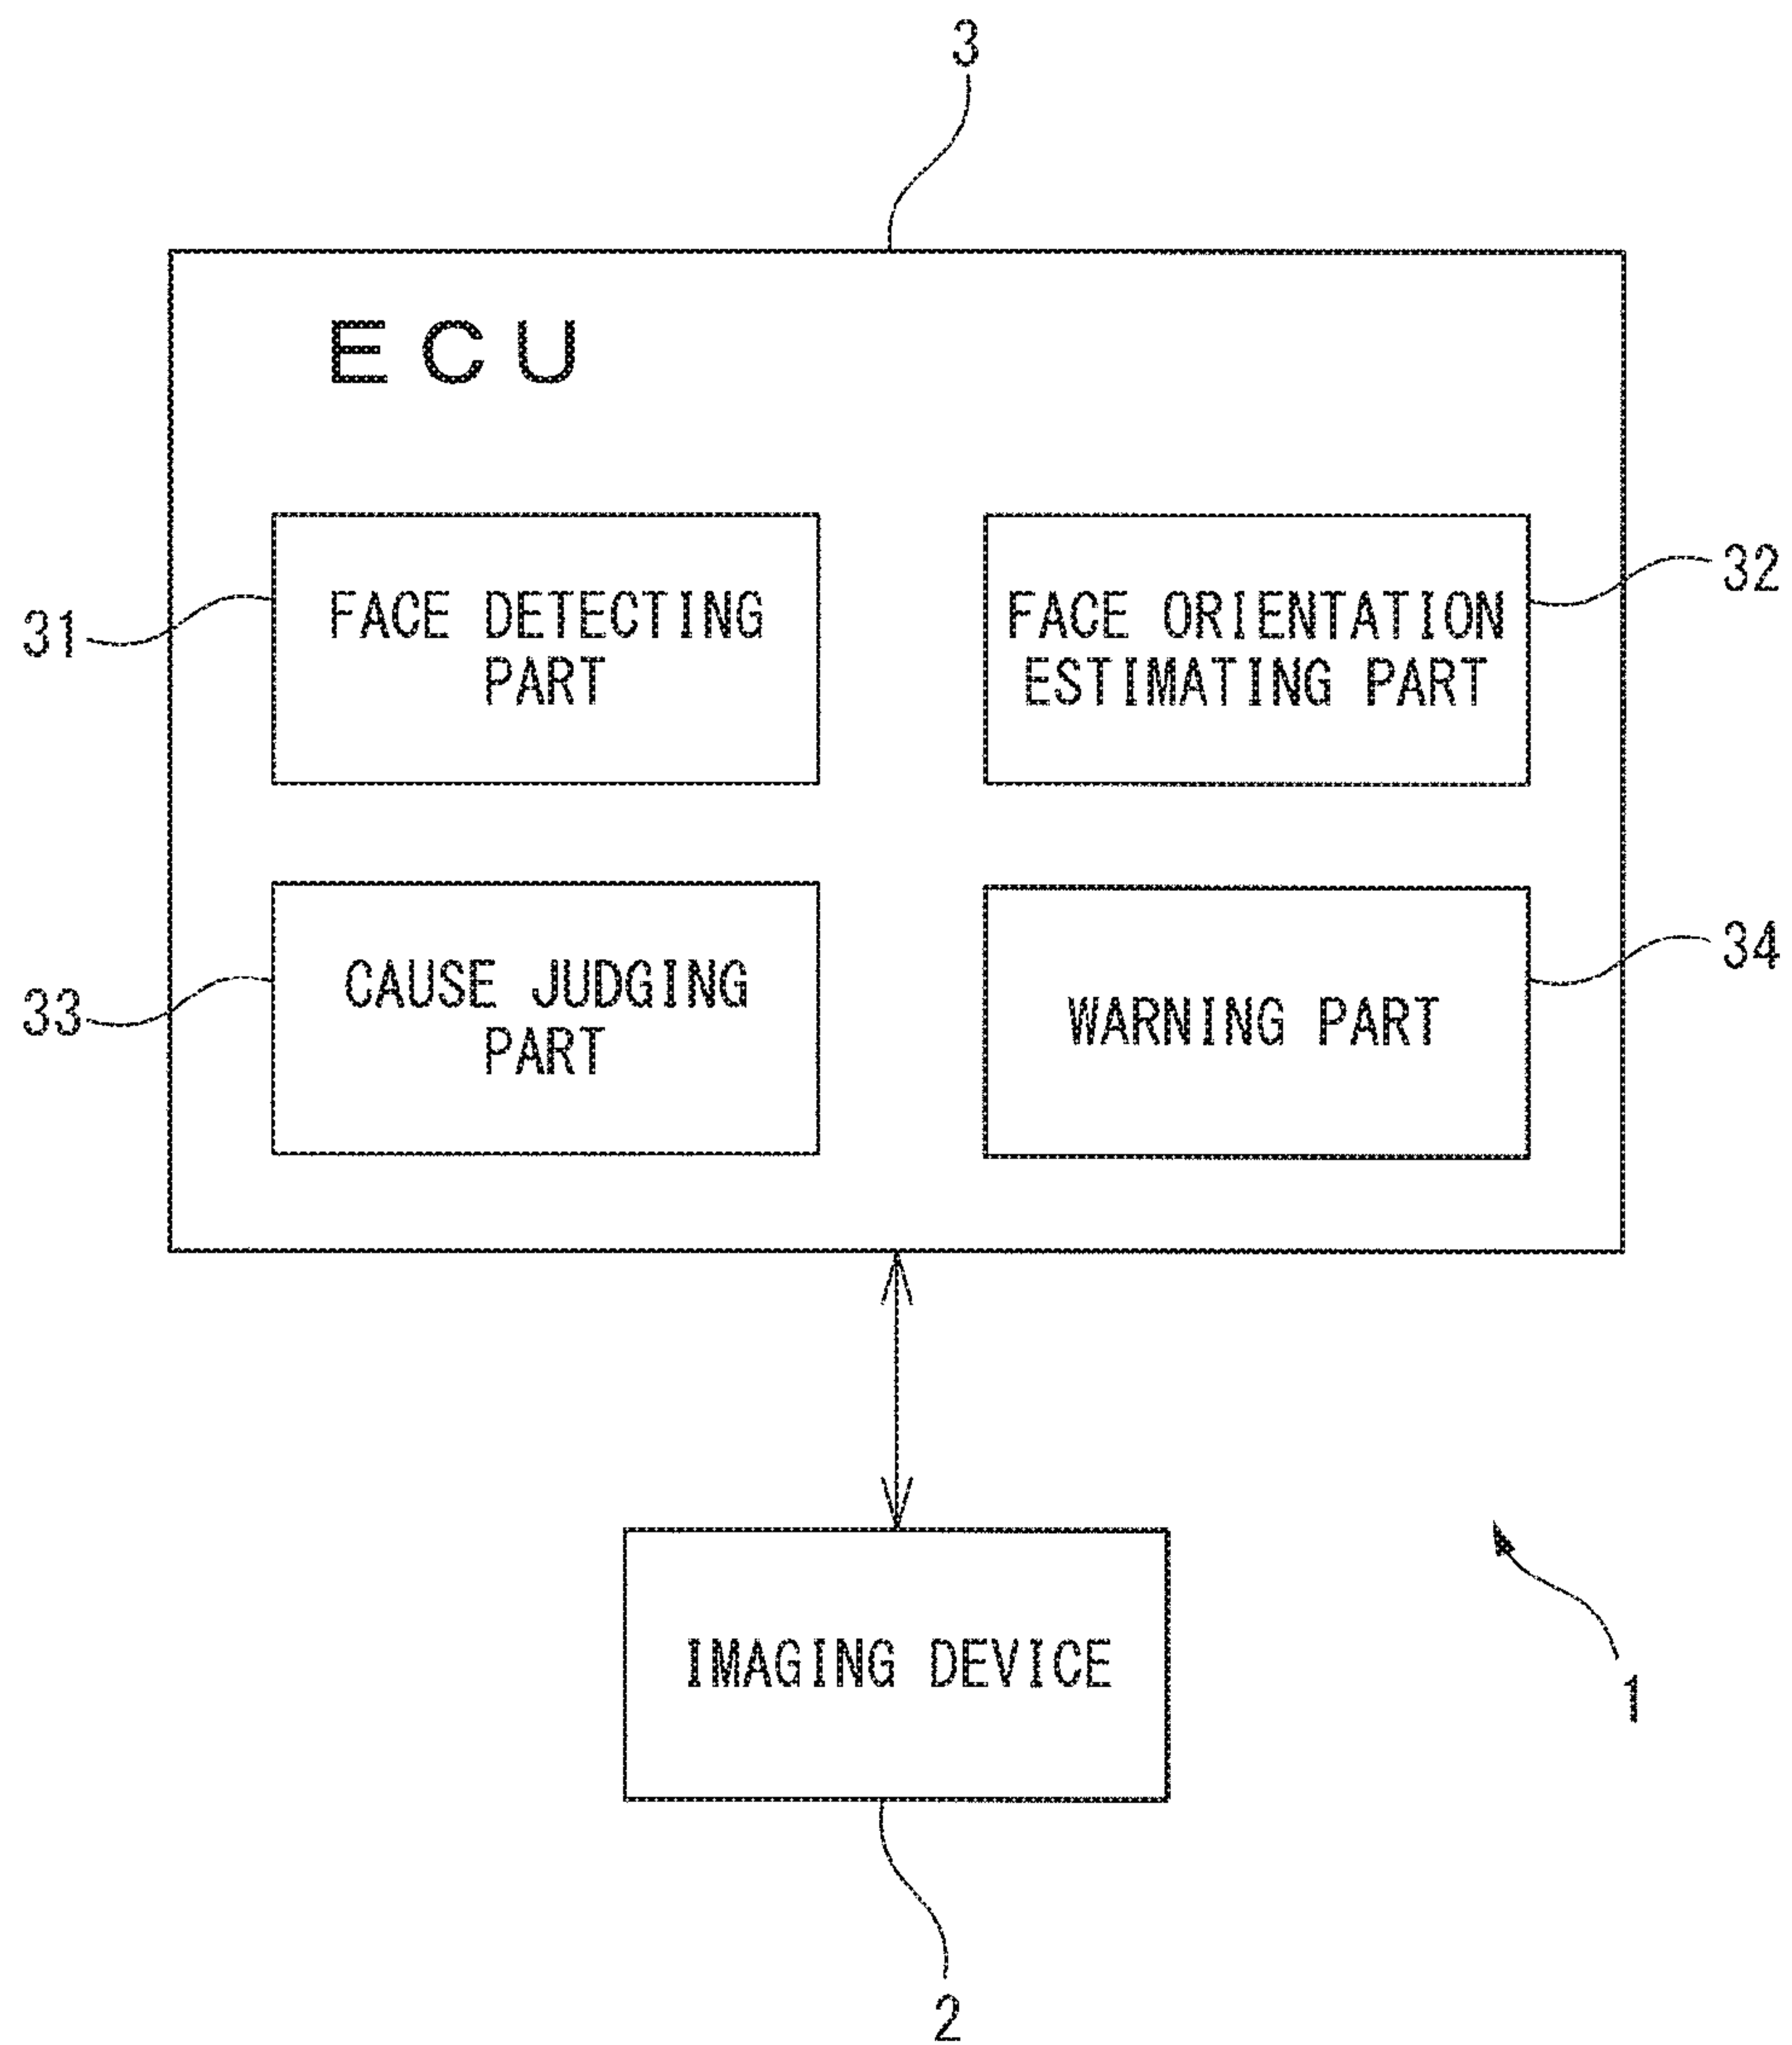 3
ECU
31
FACE DETECTING
PART
32
FACE ORIENTATION
ESTIMATING PART
33
CAUSE JUDGING
PART
34
WARNING PART
IMAGING DEVICE
1
2